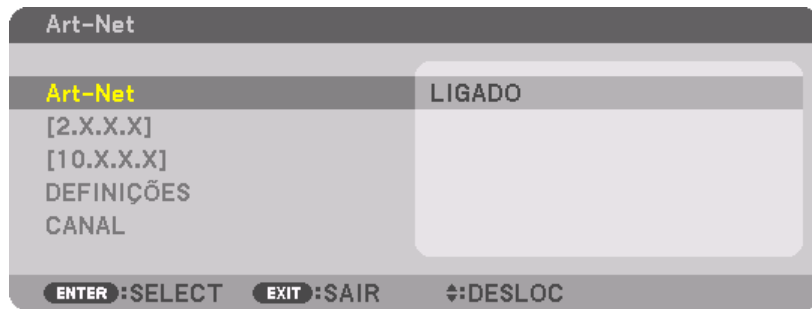 Art-Net
Art-Net LIGADO
[2.X.X.X]
[10.X.X.X]
DEFINIÇÕES
CANAL
ENTER :SELECT EXIT :SAIR :DESLOC